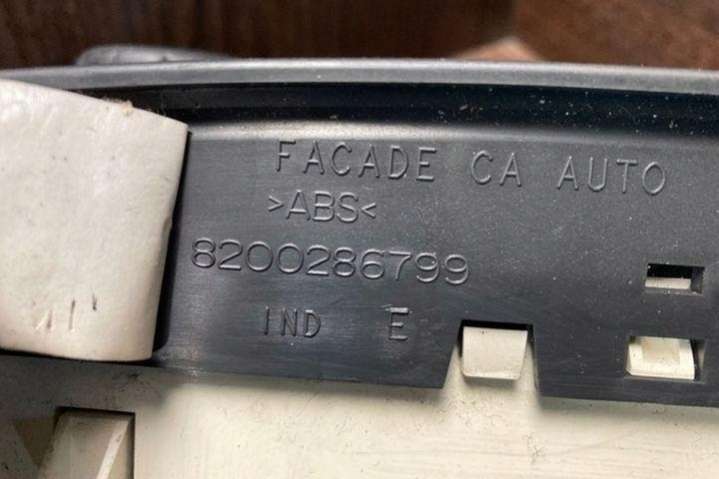 FACADE CA AUTO
>ABS<
8200286799
IND E